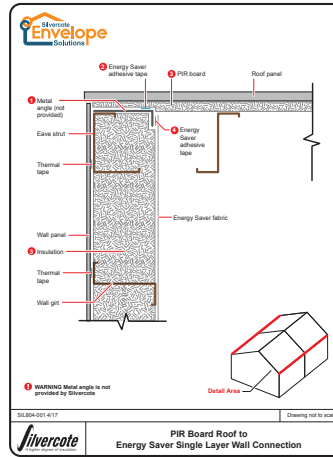 Silvercote
Envelope
Solutions
2 Energy Saver
adhesive tape
3 PIR board
Roof panel
1 Metal
angle (not
provided)
4 Energy
Saver
adhesive
tape
Eave strut
Thermal
tape
Energy Saver fabric
Wall panel
5 Insulation
Thermal
tape
Wall girt
! WARNING Metal angle is not
provided by Silvercote
Detail Area
SIL804-001 4/17
Drawing not to scal
Silvercote
A higher degree of insulation
PIR Board Roof to
Energy Saver Single Layer Wall Connection